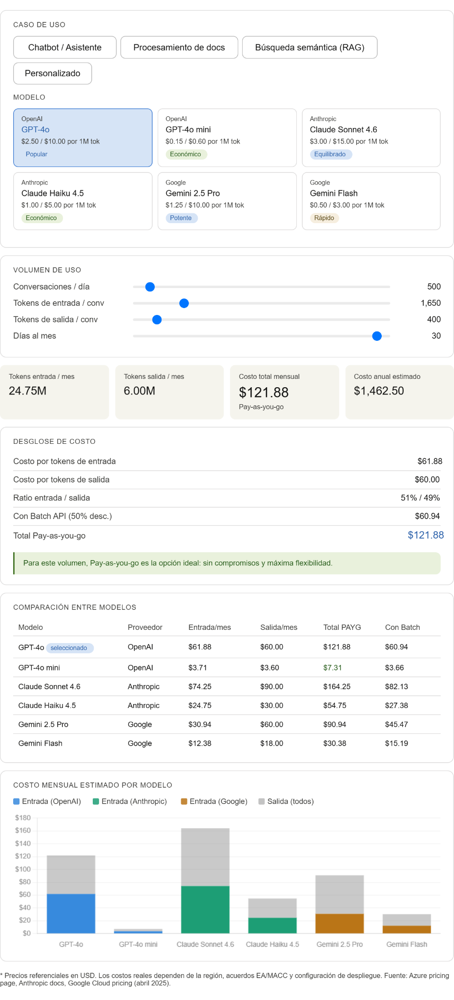 CASO DE USO
Chatbot / Asistente
Procesamiento de docs
Búsqueda semántica (RAG)
Personalizado
MODELO
OpenAI
GPT-4o
$2.50 / $10.00 por 1M tok
Popular
OpenAI
GPT-4o mini
$0.15 / $0.60 por 1M tok
Económico
Anthropic
Claude Sonnet 4.6
$3.00 / $15.00 por 1M tok
Equilibrado
Anthropic
Claude Haiku 4.5
$1.00 / $5.00 por 1M tok
Económico
Google
Gemini 2.5 Pro
$1.25 / $10.00 por 1M tok
Potente
Google
Gemini Flash
$0.50 / $3.00 por 1M tok
Rápido
VOLUMEN DE USO
Conversaciones / día 500
Tokens de entrada / conv 1,650
Tokens de salida / conv 400
Días al mes 30
Tokens entrada / mes
24.75M
Tokens salida / mes
6.00M
Costo total mensual
$121.88
Pay-as-you-go
Costo anual estimado
$1,462.50
DESGLOSE DE COSTO
Costo por tokens de entrada $61.88
Costo por tokens de salida $60.00
Ratio entrada / salida 51% / 49%
Con Batch API (50% desc.) $60.94
Total Pay-as-you-go $121.88
Para este volumen, Pay-as-you-go es la opción ideal: sin compromisos y máxima flexibilidad.
COMPARACIÓN ENTRE MODELOS
Modelo Proveedor Entrada/mes Salida/mes Total PAYG Con Batch
GPT-4o seleccionado OpenAI $61.88 $60.00 $121.88 $60.94
GPT-4o mini OpenAI $3.71 $3.60 $7.31 $3.66
Claude Sonnet 4.6 Anthropic $74.25 $90.00 $164.25 $82.13
Claude Haiku 4.5 Anthropic $24.75 $30.00 $54.75 $27.38
Gemini 2.5 Pro Google $30.94 $60.00 $90.94 $45.47
Gemini Flash Google $12.38 $18.00 $30.38 $15.19
COSTO MENSUAL ESTIMADO POR MODELO
Entrada (OpenAI) Entrada (Anthropic) Entrada (Google) Salida (todos)
$180
$160
$140
$120
$100
$80
$60
$40
$20
$0
GPT-4o GPT-4o mini Claude Sonnet 4.6 Claude Haiku 4.5 Gemini 2.5 Pro Gemini Flash
* Precios referenciales en USD. Los costos reales dependen de la región, acuerdos EA/MACC y configuración de despliegue. Fuente: Azure pricing
page, Anthropic docs, Google Cloud pricing (abril 2025).